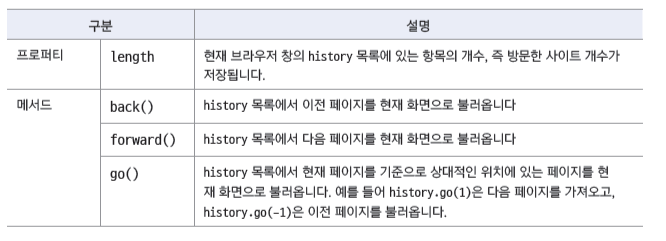 구분 설명
프로퍼티 length 현재 브라우저 창의 history 목록에 있는 항목의 개수, 즉 방문한 사이트 개수가
저장됩니다.
메서드 back() history 목록에서 이전 페이지를 현재 화면으로 불러옵니다
forward() history 목록에서 다음 페이지를 현재 화면으로 불러옵니다
go() history 목록에서 현재 페이지를 기준으로 상대적인 위치에 있는 페이지를 현
재 화면으로 불러옵니다. 예를 들어 history.go(1)은 다음 페이지를 가져오고,
history.go(-1)은 이전 페이지를 불러옵니다.